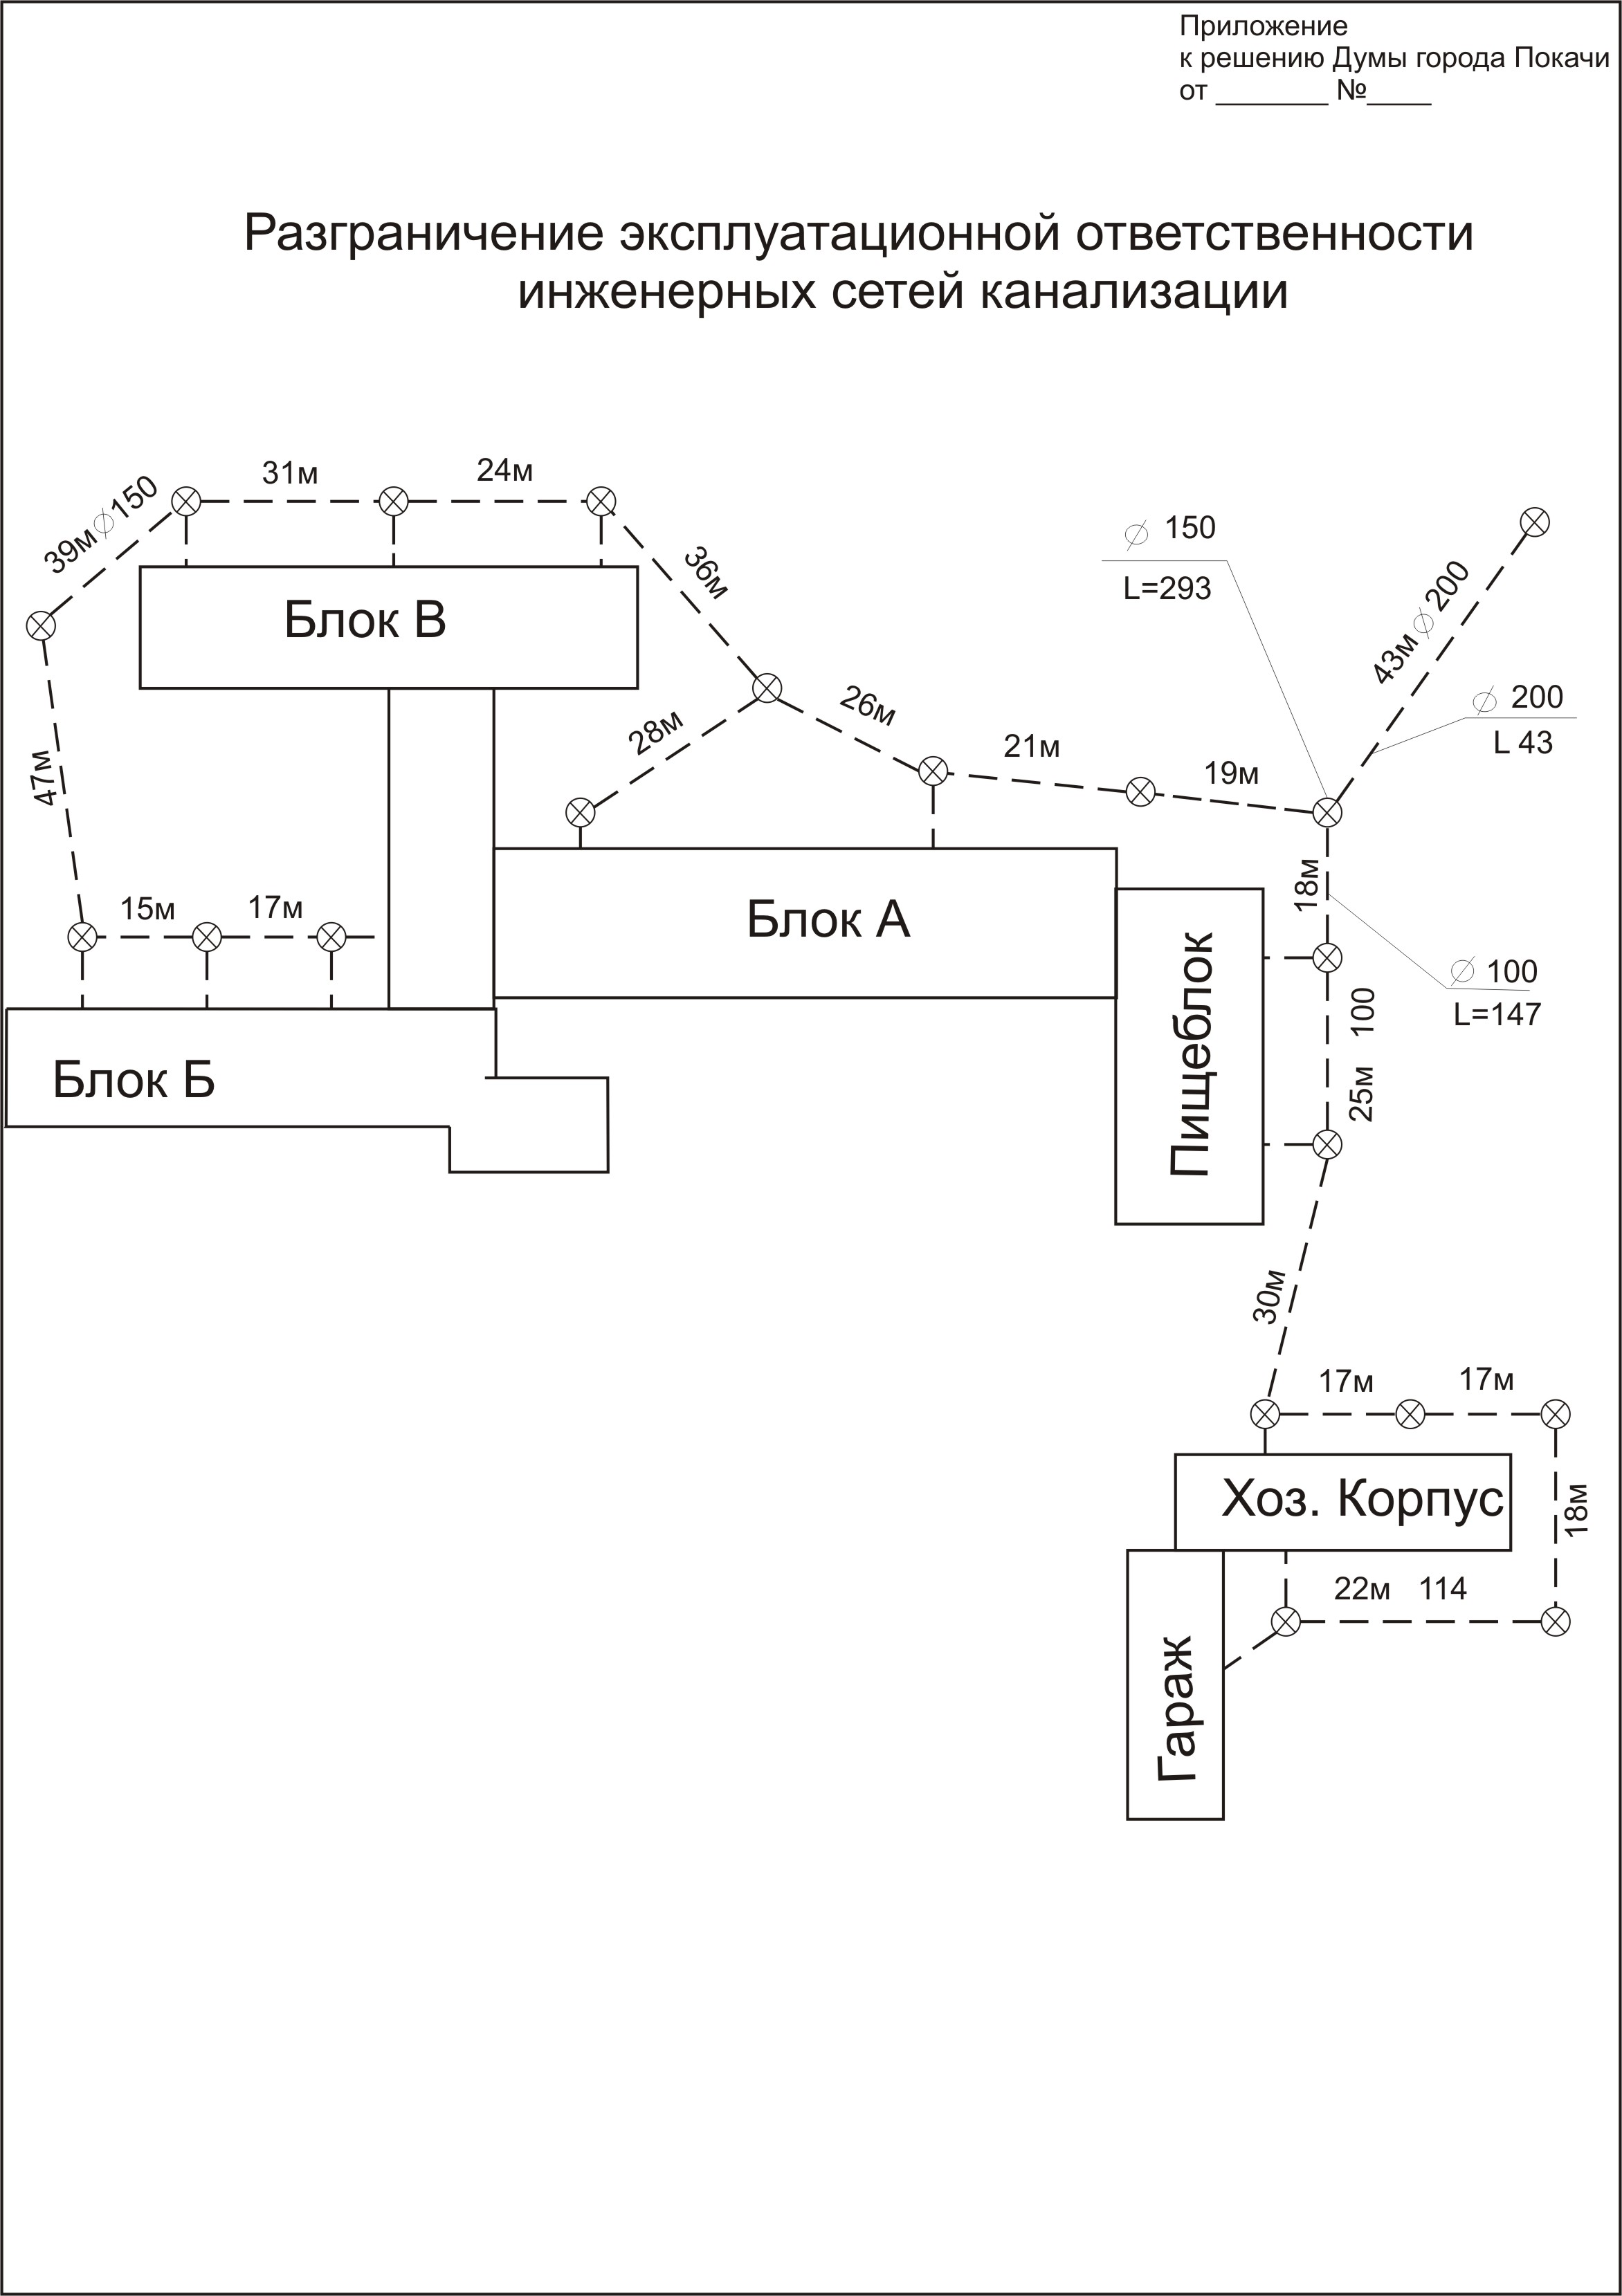 Приложение
к решению Думы города Покачи
от ________ №____
Разграничение эксплуатационной ответственности
инженерных сетей канализации
31м
24м
39м∅150
36м
∅ 150
L=293
43м∅200
Блок В
28м
26м
∅ 200
L 43
47м
21м
19м
18м
15м
17м
Блок А
Пищеблок
∅ 100
L=147
25м 100
Блок Б
30м
17м
17м
Хоз. Корпус
18м
22м 114
Гараж